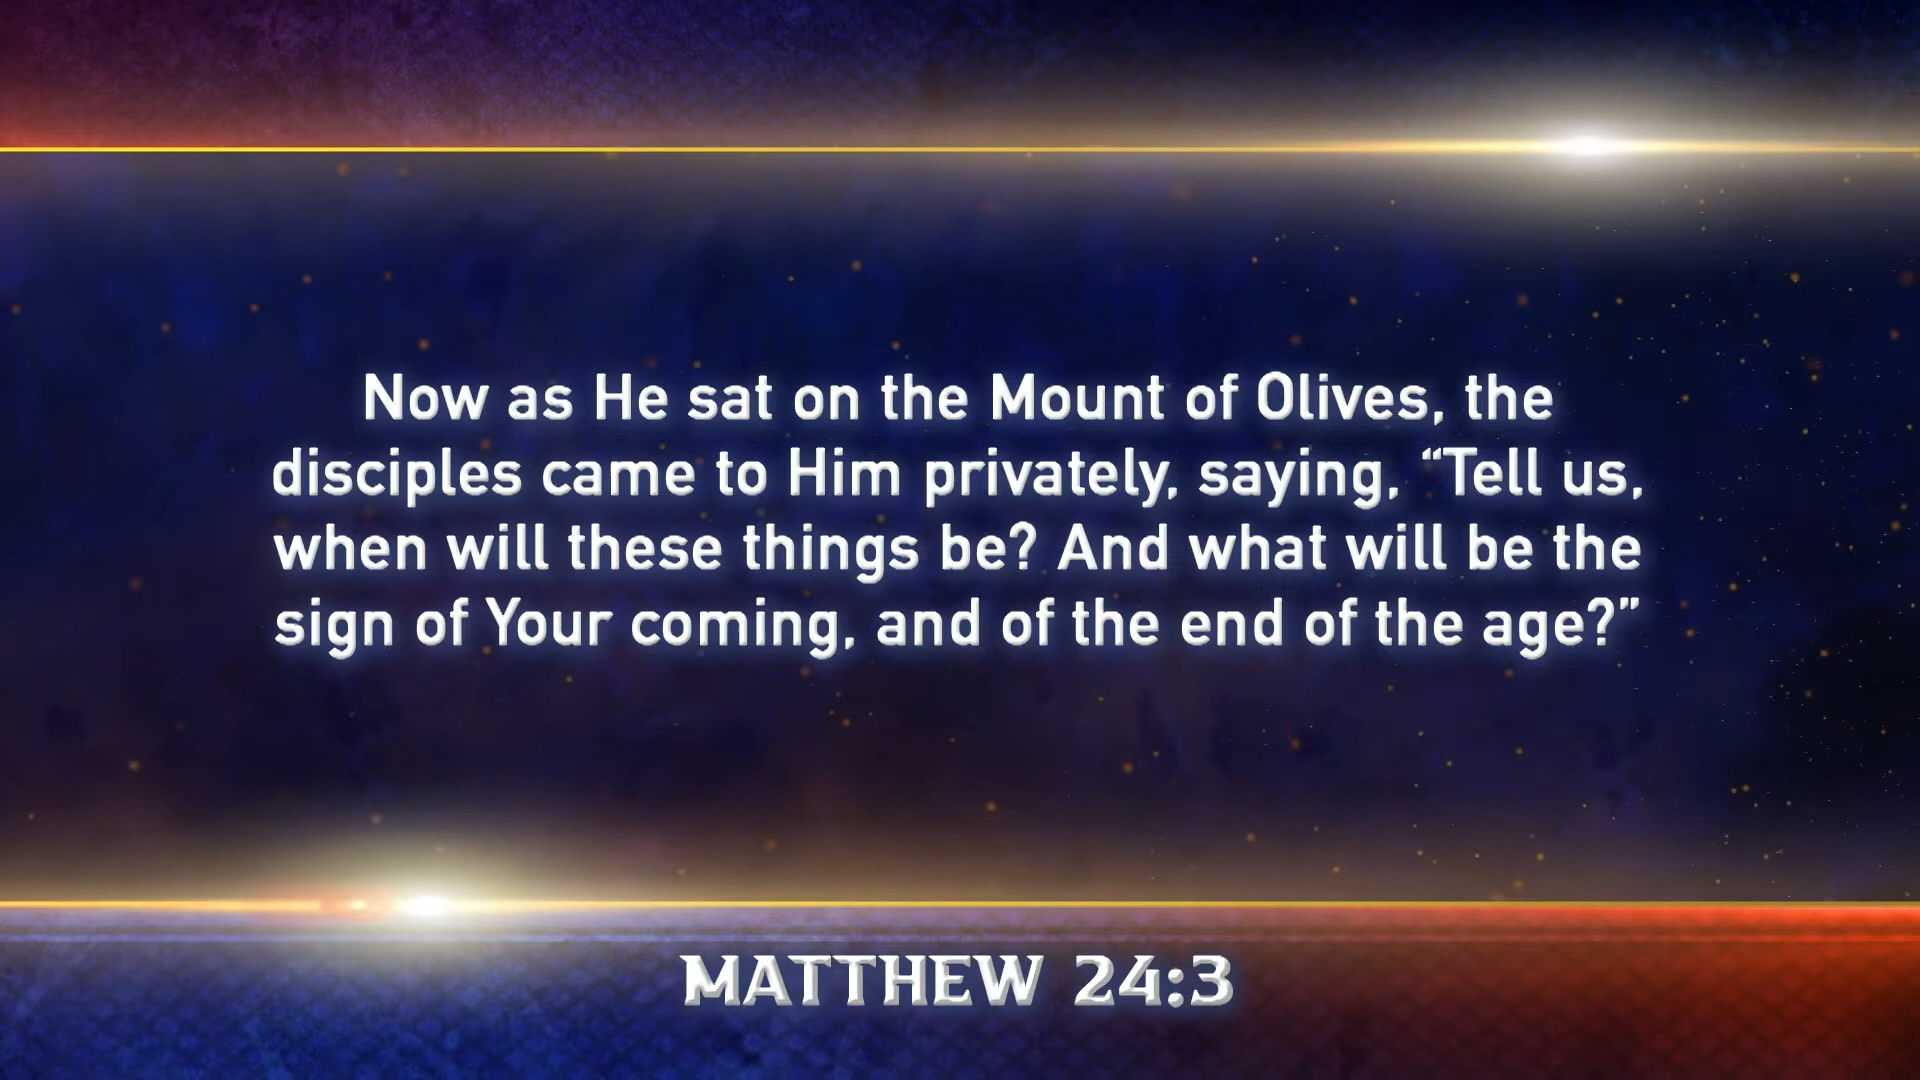 Now as He sat on the Mount of Olives, the
disciples came to Him privately, saying, “Tell us,
when will these things be? And what will be the
sign of Your coming, and of the end of the age?”
MATTHEW 24:3